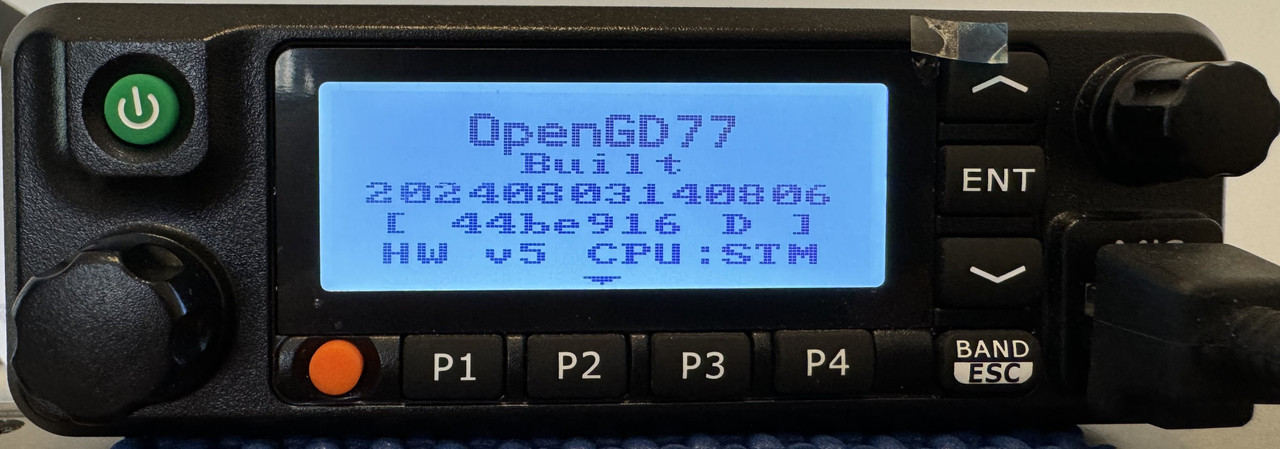 OpenGD77
Built
20240803140806
[ 44be916 D ]
HW v5 CPU:STM
ENT
P1 P2 P3 P4
BAND
ESC